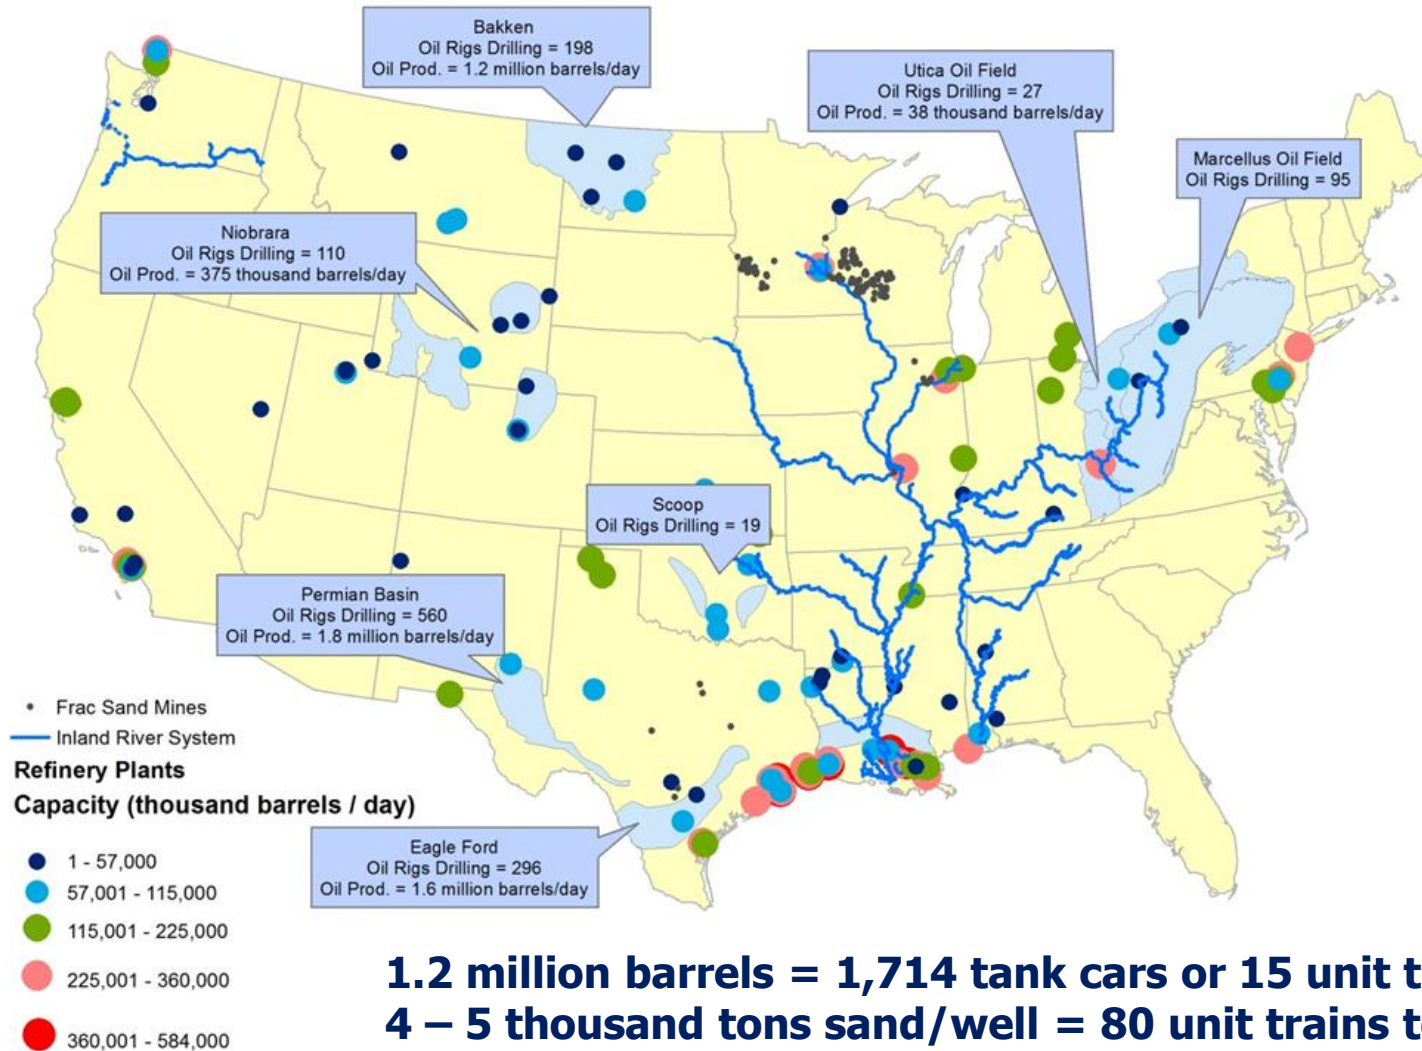 Bakken
Oil Rigs Drilling = 198
Oil Prod. = 1.2 million barrels/day
Utica Oil Field
Oil Rigs Drilling = 27
Oil Prod. = 38 thousand barrels/day
Marcellus Oil Field
Oil Rigs Drilling = 95
Niobrara
Oil Rigs Drilling = 110
Oil Prod. = 375 thousand barrels/day
Scoop
Oil Rigs Drilling = 19
Permian Basin
Oil Rigs Drilling = 560
Oil Prod. = 1.8 million barrels/day
Eagle Ford
Oil Rigs Drilling = 296
Oil Prod. = 1.6 million barrels/day
Frac Sand Mines
Inland River System
Refinery Plants
Capacity (thousand barrels / day)
1 - 57,000
57,001 - 115,000
115,001 - 225,000
225,001 - 360,000
360,001 - 584,000
1.2 million barrels = 1,714 tank cars or 15 unit
4 – 5 thousand tons sand/well = 80 unit trains